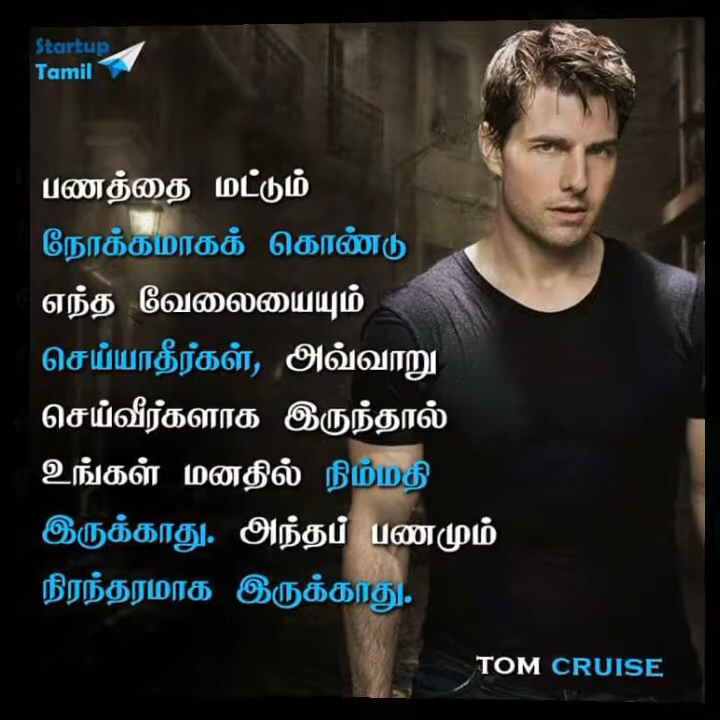 Startup
Tamil
பணத்தை மட்டும்
நோக்கமாகக் கொண்டு
எந்த வேலையையும்
செய்யாதீர்கள், அவ்வாறு
செய்வீர்களாக இருந்தால்
உங்கள் மனதில் நிம்மதி
இருக்காது. அந்தப் பணமும்
நிரந்தரமாக இருக்காது.
TOM CRUISE